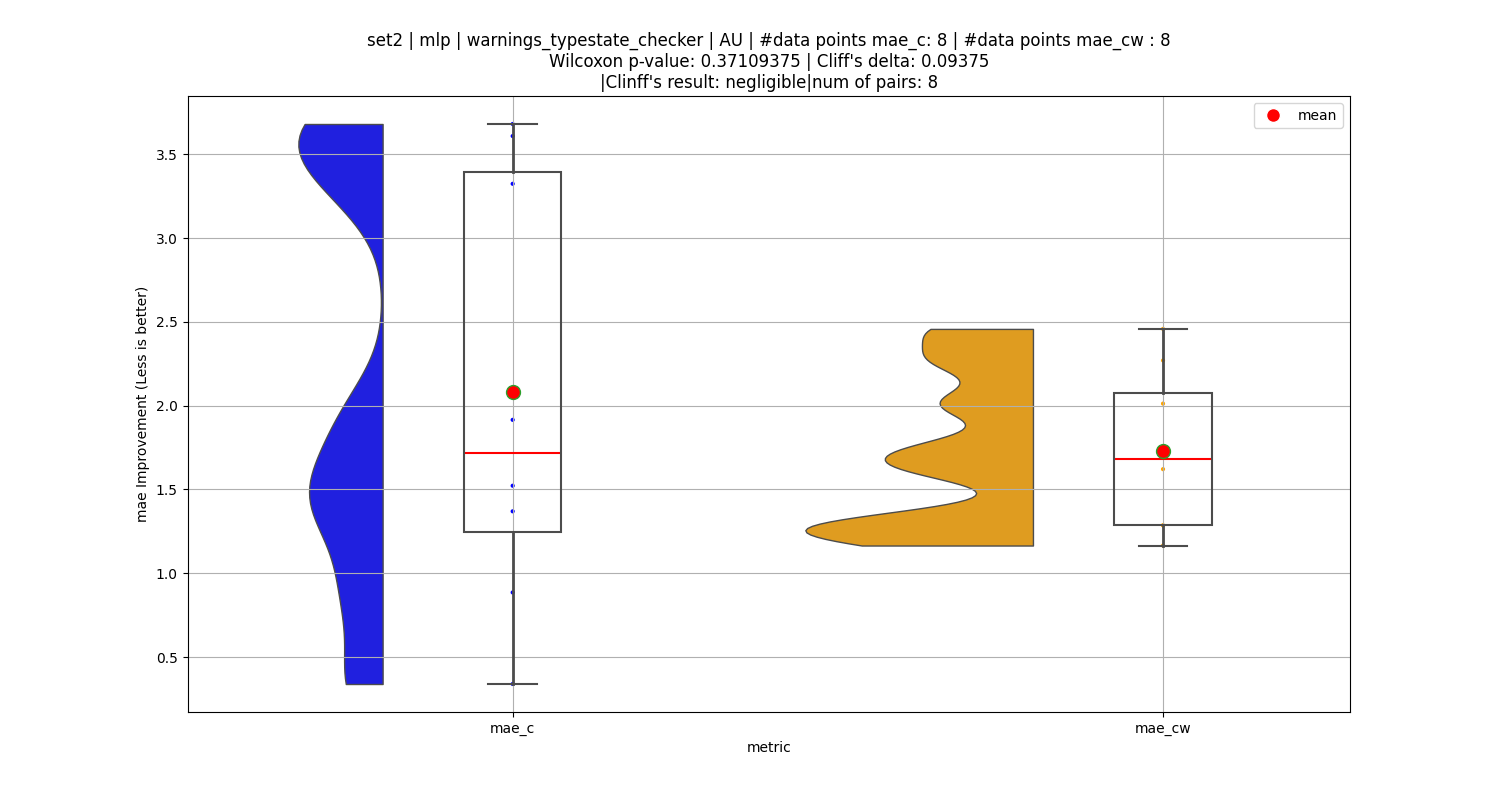 set2 | mlp | warnings_typestate_checker | AU | #data points mae_c: 8 | #data points mae_cw : 8
Wilcoxon p-value: 0.37109375 | Cliff's delta: 0.09375
|Clinff's result: negligible|num of pairs: 8
mean
3.5
3.0
2.5
2.0
1.5
1.0
0.5
mae Improvement (Less is better)
mae_c
mae_cw
metric